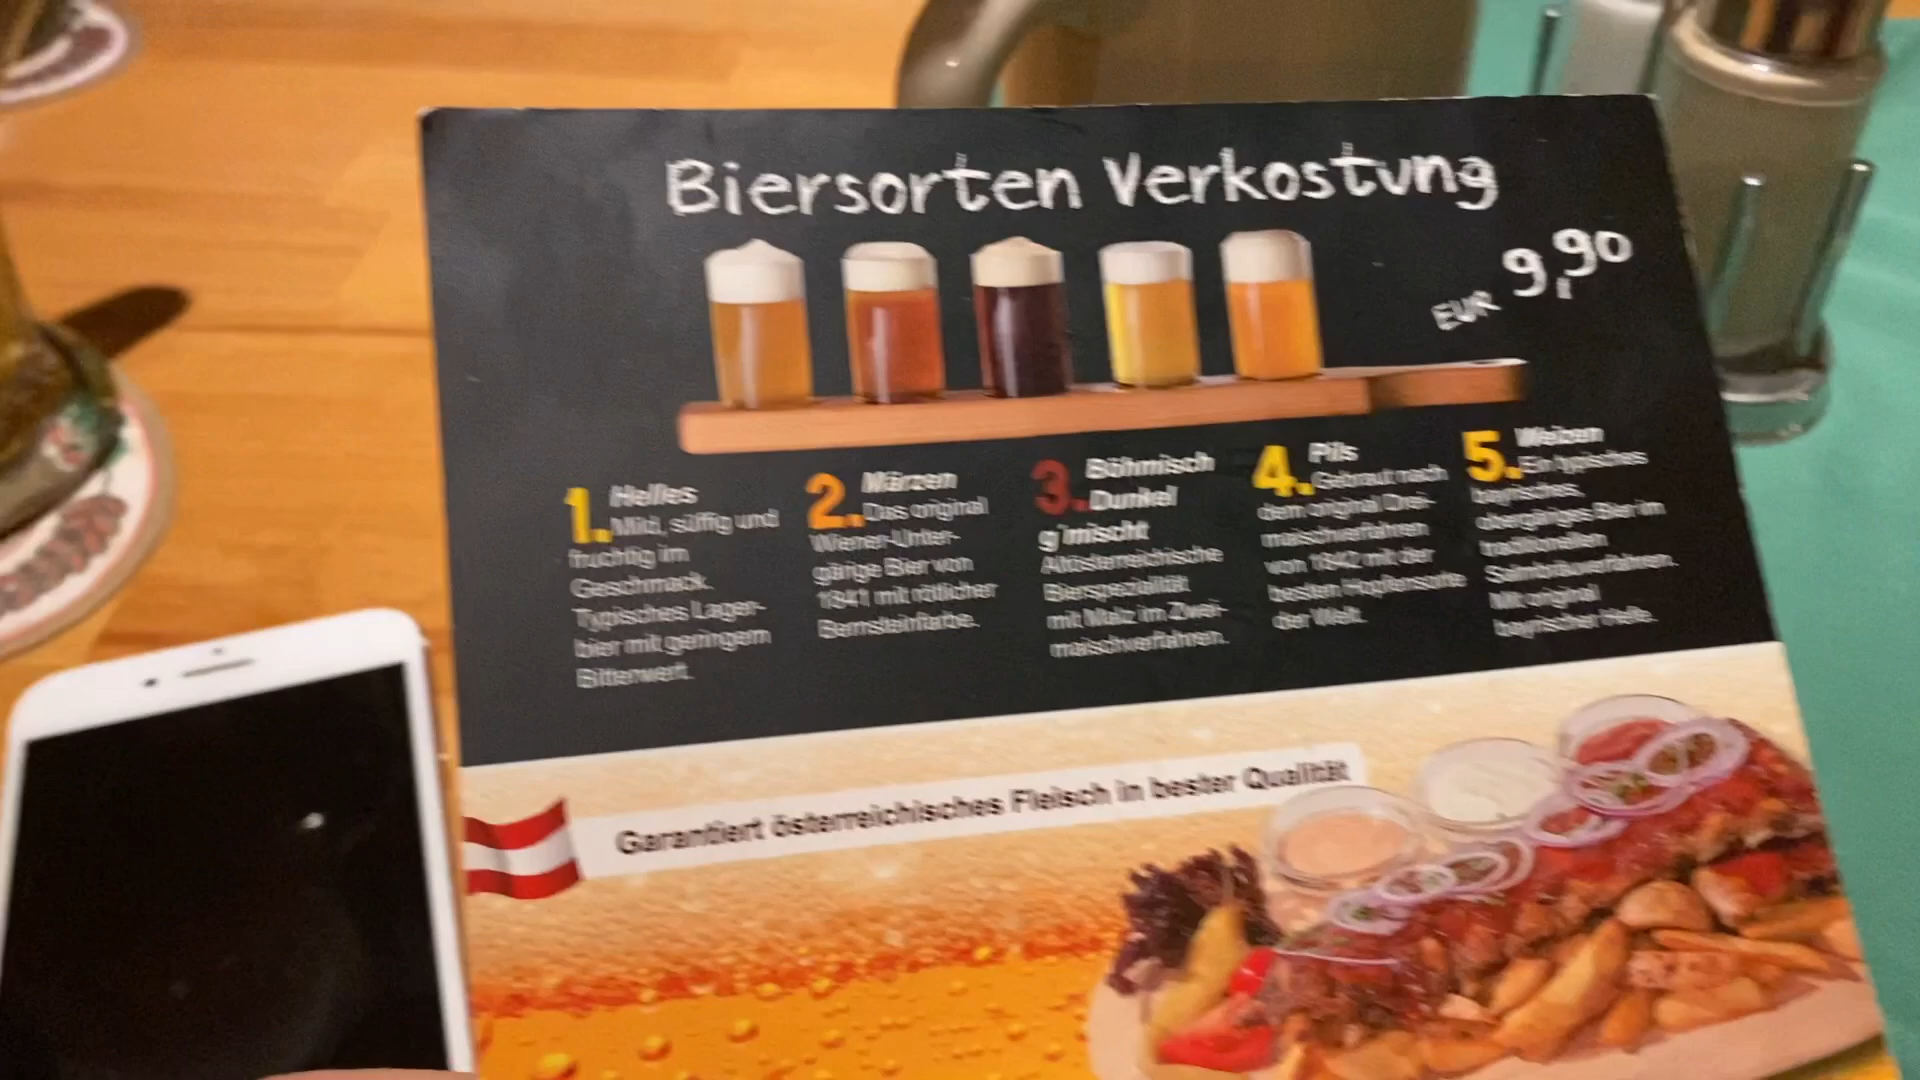 Biersorten Verkostung
EUR 9,90
1. Helles
Mild, süffig und
fruchtig im
Geschmack.
Typisches Lager-
bier mit geringem
Bitterwert.
2. Märzen
Das original
Wiener-Unter-
gärige Bier von
1841 mit rötlicher
Bernsteinfarbe.
3. Böhmisch
Dunkel
g'mischt
Altösterreichische
Bierspezialität
mit Malz im Zwei-
maischverfahren.
4. Pils
Gebraut nach
dem original Drei-
maischverfahren
von 1842 mit der
besten Hopfensorte
der Welt.
5. Weizen
Ein typisches
bayrisches,
obergäriges Bier im
traditionellen
Mit original
bayrischer Hefe.
Garantiert österreichisches Fleisch in bester Qualität